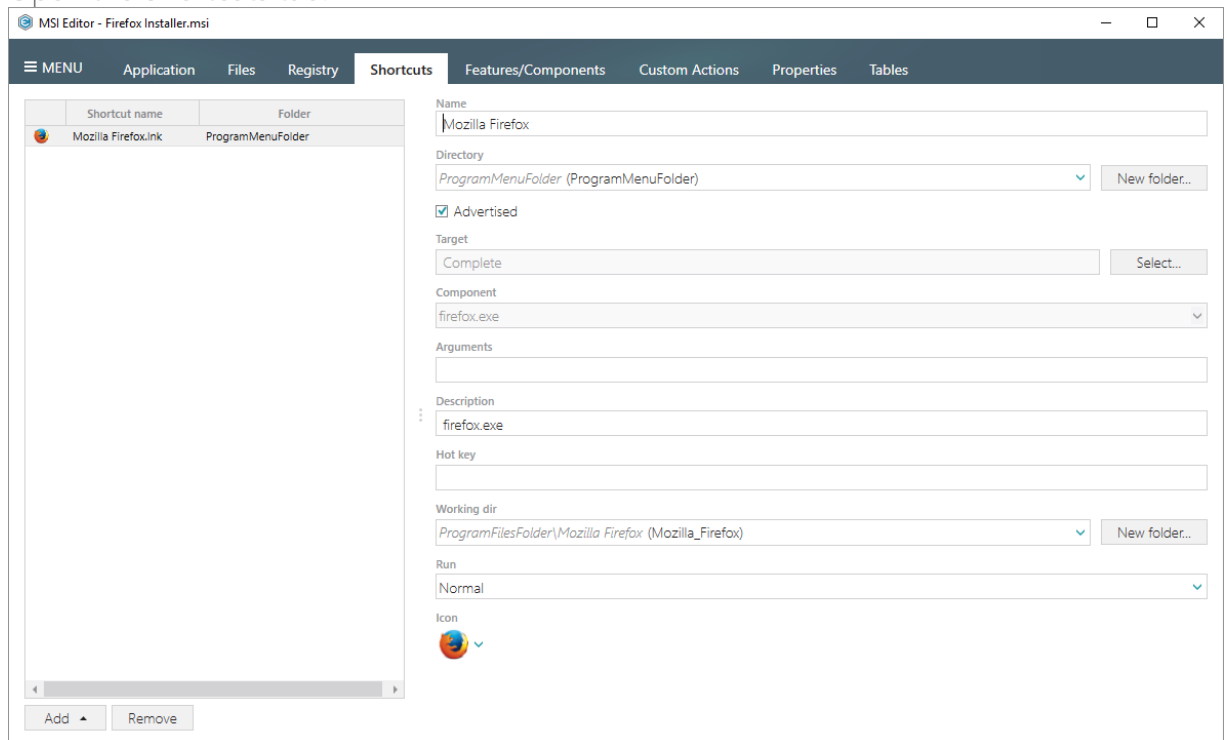 MSI Editor - Firefox Installer.msi
MENU Application Files Registry Shortcuts Features/Components Custom Actions Properties Tables
Shortcut name Folder
Mozilla Firefox.lnk ProgramMenuFolder
Name
Mozilla Firefox
Directory
ProgramMenuFolder (ProgramMenuFolder)
New folder...
Advertised
Target
Complete
Select...
Component
firefox.exe
Arguments
Description
firefox.exe
Hot key
Working dir
ProgramFilesFolder\Mozilla Firefox (Mozilla_Firefox)
New folder...
Run
Normal
Icon
Add Remove